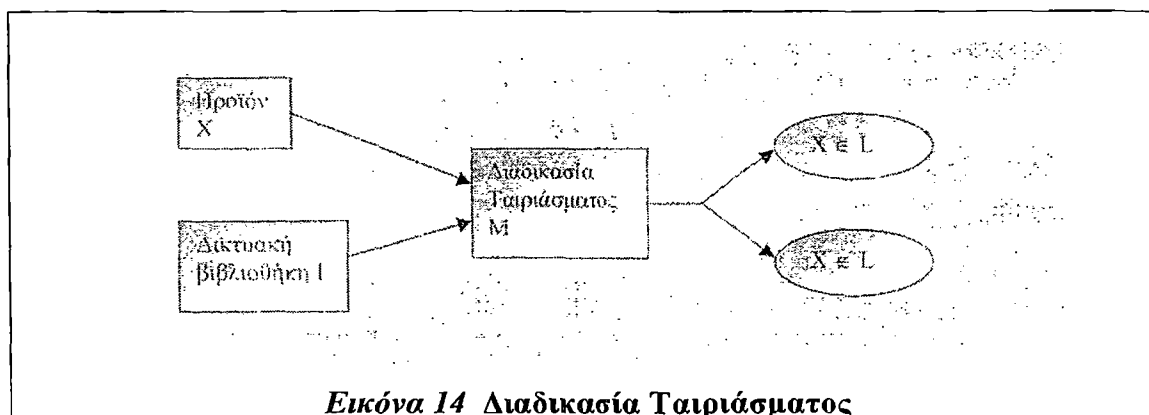 Προϊόν
Χ
Δικτυακή
βιβλιοθήκη
Διαδικασία
Ταιριάσματος
Μ
Χ ∈ L
Χ L
Εικόνα 14 Διαδικασία Ταιριάσματος